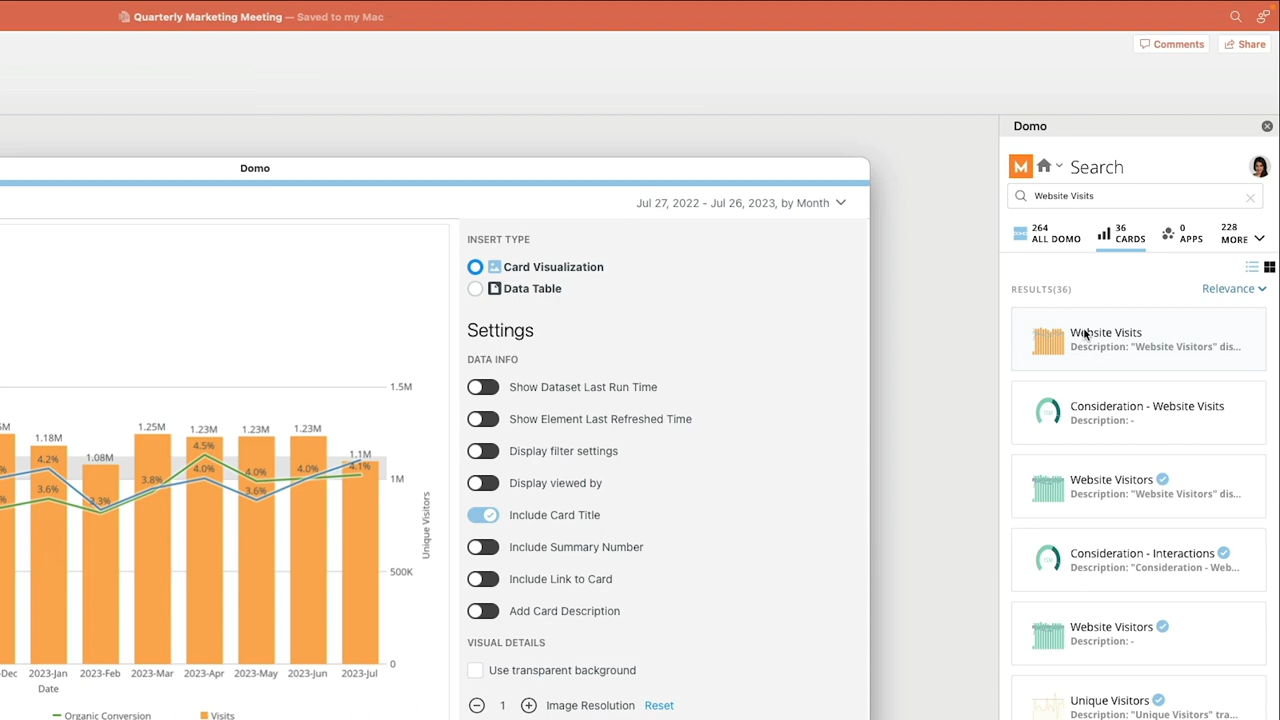 Quarterly Marketing Meeting — Saved to my Mac
Comments
Share
Domo
Jul 27, 2022 - Jul 26, 2023, by Month
INSERT TYPE
Card Visualization
Data Table
Settings
DATA INFO
Show Dataset Last Run Time
Show Element Last Refreshed Time
Display filter settings
Display viewed by
Include Card Title
Include Summary Number
Include Link to Card
Add Card Description
VISUAL DETAILS
Use transparent background
1 Image Resolution Reset
1.5M
1M
500K
0
Unique Visitors
1.18M
1.08M
1.25M
1.23M
1.23M
1.23M
1.1M
4.2%
3.6%
3.3%
3.8%
4.5%
4.0%
4.0%
3.6%
4.0%
4.1%
2023-Jan
2023-Feb
2023-Mar
2023-Apr
2023-May
2023-Jun
2023-Jul
Date
Organic Conversion
Visits
Domo
M
Search
Website Visits
264 ALL DOMO
36 CARDS
0 APPS
228 MORE
RESULTS(36)
Relevance
Website Visits
Description: "Website Visitors" dis...
Consideration - Website Visits
Description: -
Website Visitors
Description: "Website Visitors" dis...
Consideration - Interactions
Description: "Consideration - Web...
Website Visitors
Description: -
Unique Visitors
Description: "Unique Visitors" tra...